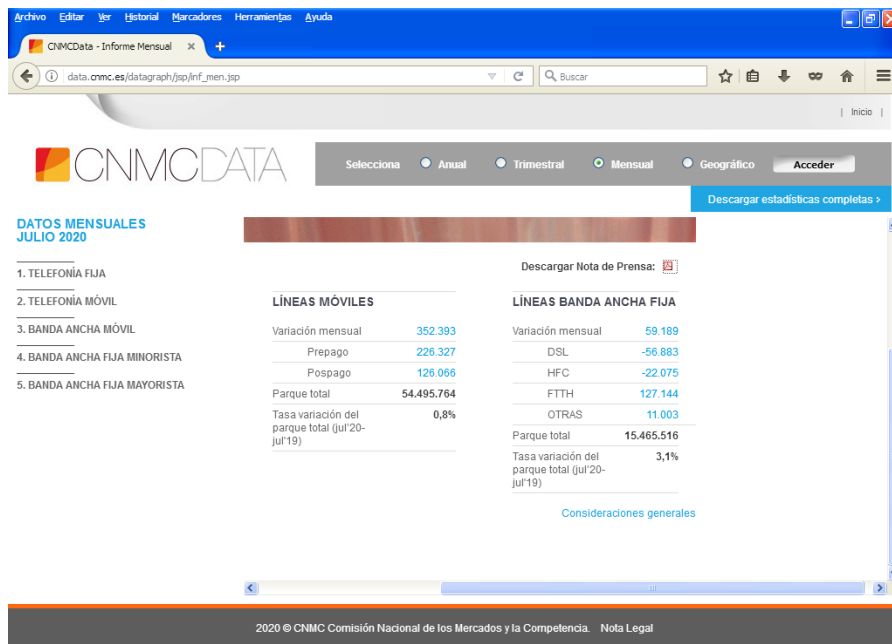 Archivo Editar Ver Historial Marcadores Herramientas Ayuda
CNMCData - Informe Mensual
data.cnmc.es/datagraph/jsp/inf_men.jsp
Buscar
| Inicio |
CNMCDATA
Selecciona Anual Trimestral Mensual Geográfico Acceder
Descargar estadísticas completas >
DATOS MENSUALES
JULIO 2020
1. TELEFONÍA FIJA
2. TELEFONÍA MÓVIL
3. BANDA ANCHA MÓVIL
4. BANDA ANCHA FIJA MINORISTA
5. BANDA ANCHA FIJA MAYORISTA
Descargar Nota de Prensa:
LÍNEAS MÓVILES
Variación mensual 352.393
Prepago 226.327
Pospago 126.066
Parque total 54.495.764
Tasa variación del 0,8%
parque total (jul'20-
jul'19)
LÍNEAS BANDA ANCHA FIJA
Variación mensual 59.189
DSL -56.883
HFC -22.075
FTTH 127.144
OTRAS 11.003
Parque total 15.465.516
Tasa variación del 3,1%
parque total (jul'20-
jul'19)
Consideraciones generales
2020 © CNMC Comisión Nacional de los Mercados y la Competencia. Nota Legal